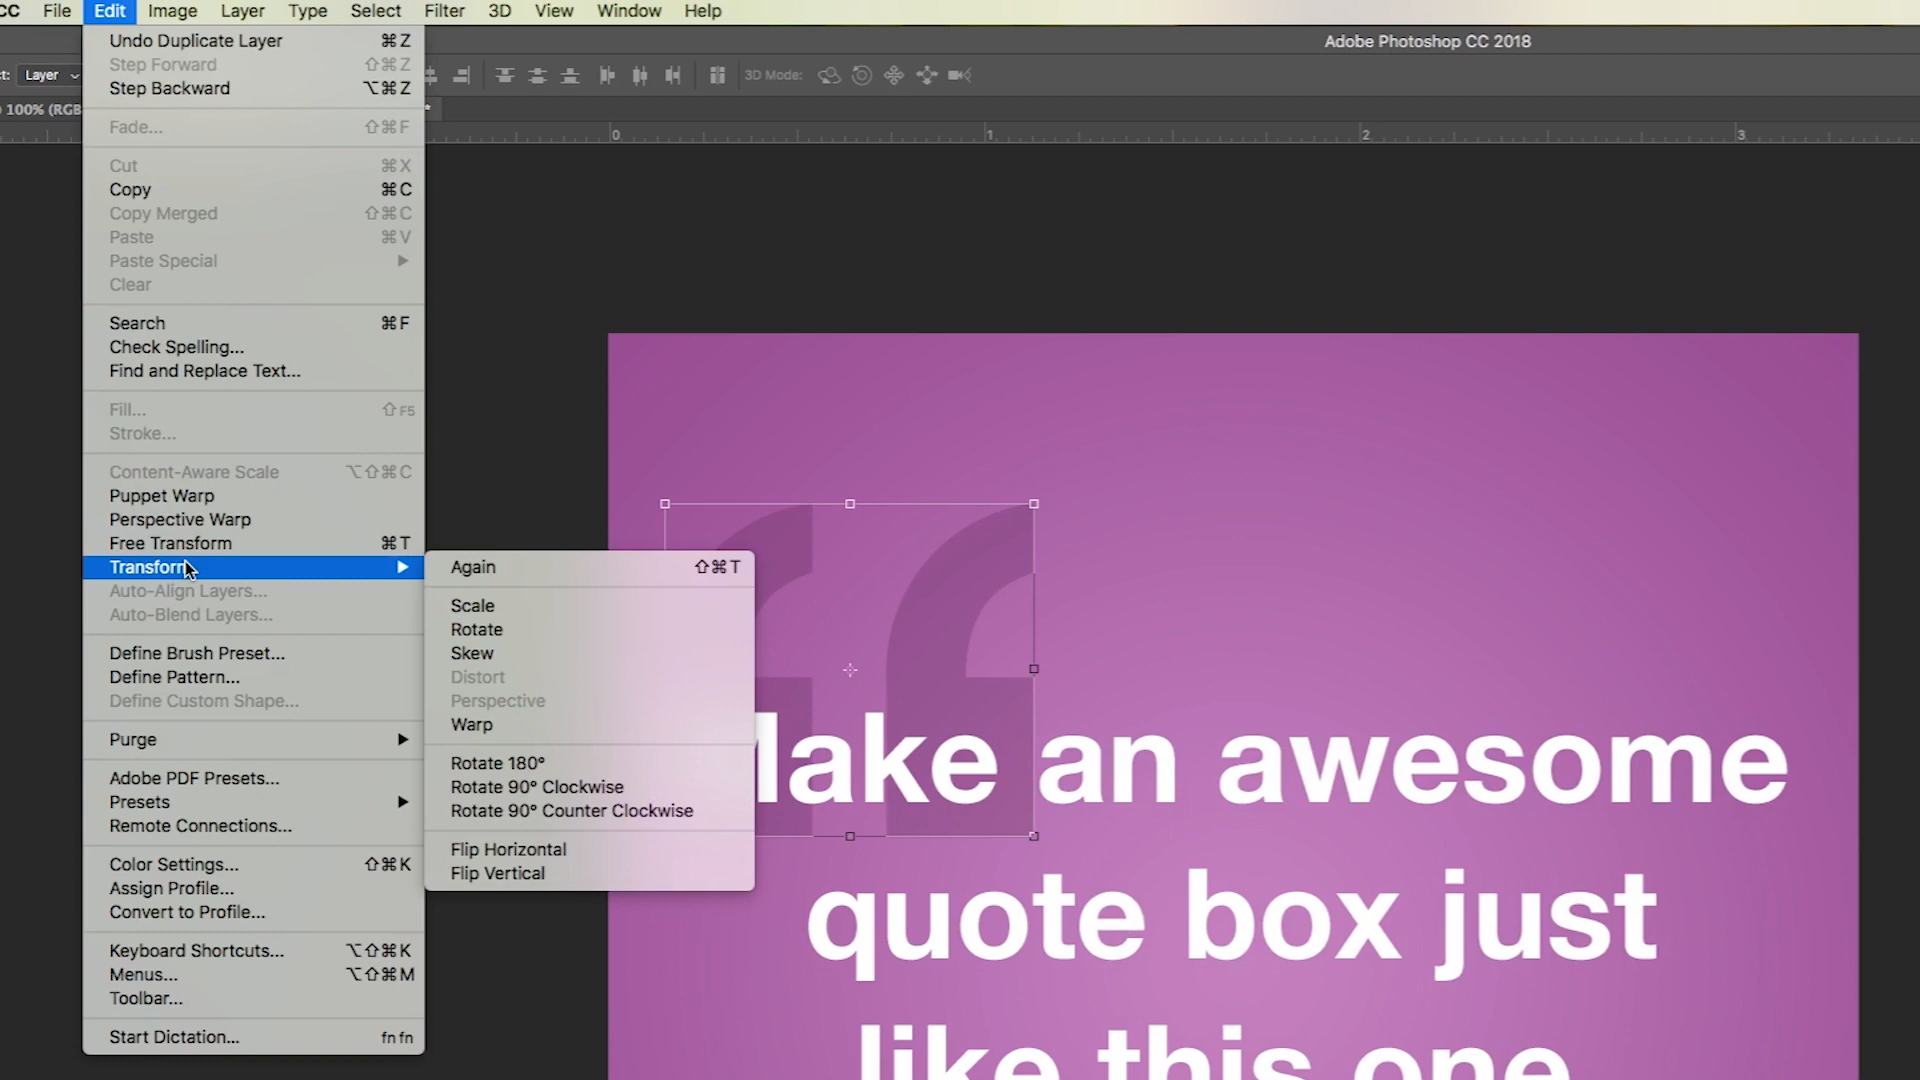 CC File Edit Image Layer Type Select Filter 3D View Window Help
Adobe Photoshop CC 2018
t: Layer 3D Mode:
100% (RGB *
0 1 2 3
Undo Duplicate Layer ⌘Z
Step Forward ⇧⌘Z
Step Backward ⌥⌘Z
Fade... ⇧⌘F
Cut ⌘X
Copy ⌘C
Copy Merged ⇧⌘C
Paste ⌘V
Paste Special
Clear
Search ⌘F
Check Spelling...
Find and Replace Text...
Fill... ⇧F5
Stroke...
Content-Aware Scale ⌥⇧⌘C
Puppet Warp
Perspective Warp
Free Transform ⌘T
Transform
Auto-Align Layers...
Auto-Blend Layers...
Define Brush Preset...
Define Pattern...
Define Custom Shape...
Purge
Adobe PDF Presets...
Presets
Remote Connections...
Color Settings... ⇧⌘K
Assign Profile...
Convert to Profile...
Keyboard Shortcuts... ⌥⇧⌘K
Menus... ⌥⇧⌘M
Toolbar...
Start Dictation... fn fn
Again ⇧⌘T
Scale
Rotate
Skew
Distort
Perspective
Warp
Rotate 180°
Rotate 90° Clockwise
Rotate 90° Counter Clockwise
Flip Horizontal
Flip Vertical
“
Make an awesome
quote box just
like this one